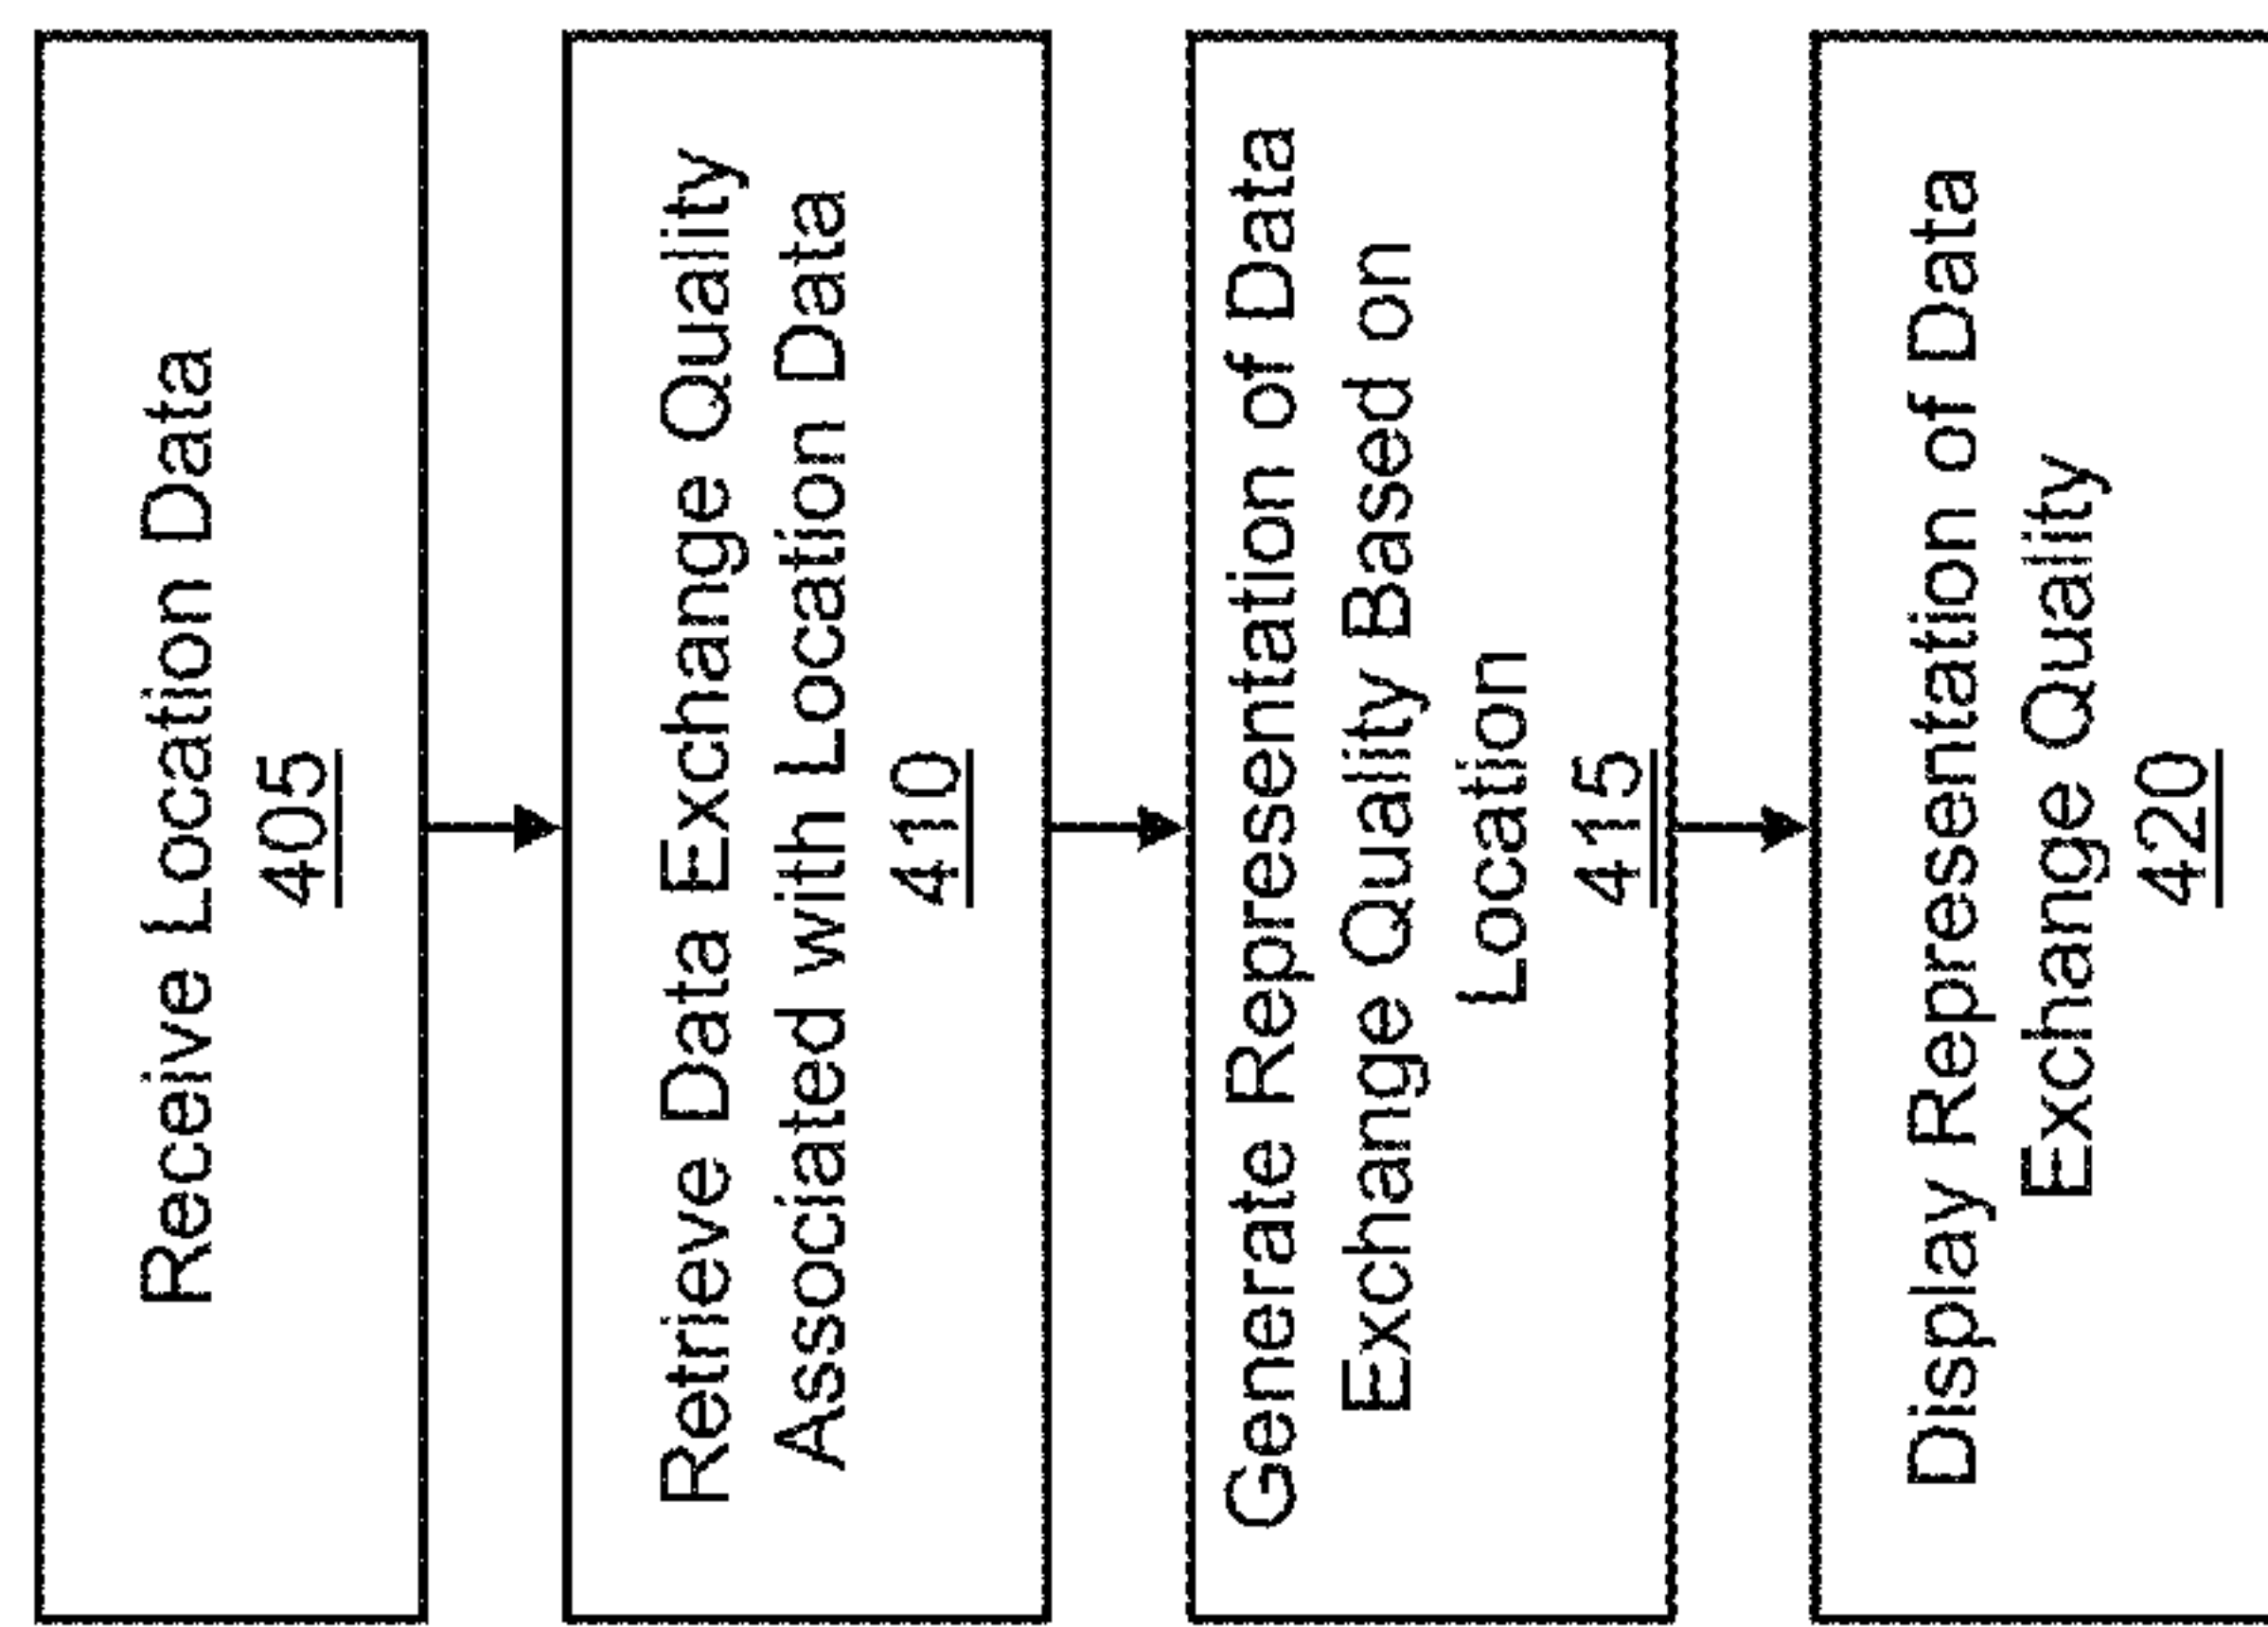 Receive Location Data
405
Retrieve Data Exchange Quality
Associated with Location Data
410
Generate Representation of Data
Exchange Quality Based on
Location
415
Display Representation of Data
Exchange Quality
420